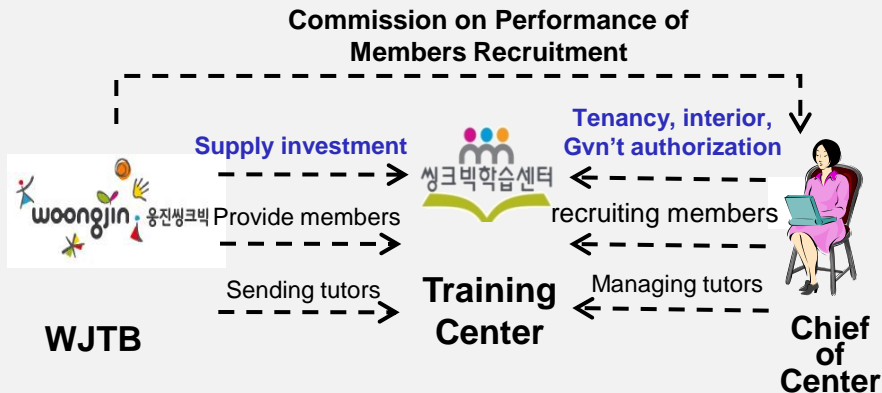 Commission on Performance of
Members Recruitment
Supply investment
Tenancy, interior,
Gvn't authorization
woongjin 웅진씽크빅
씽크빅학습센터
Provide members
recruiting members
Sending tutors
Training
Center
Managing tutors
WJTB
Chief
of
Center